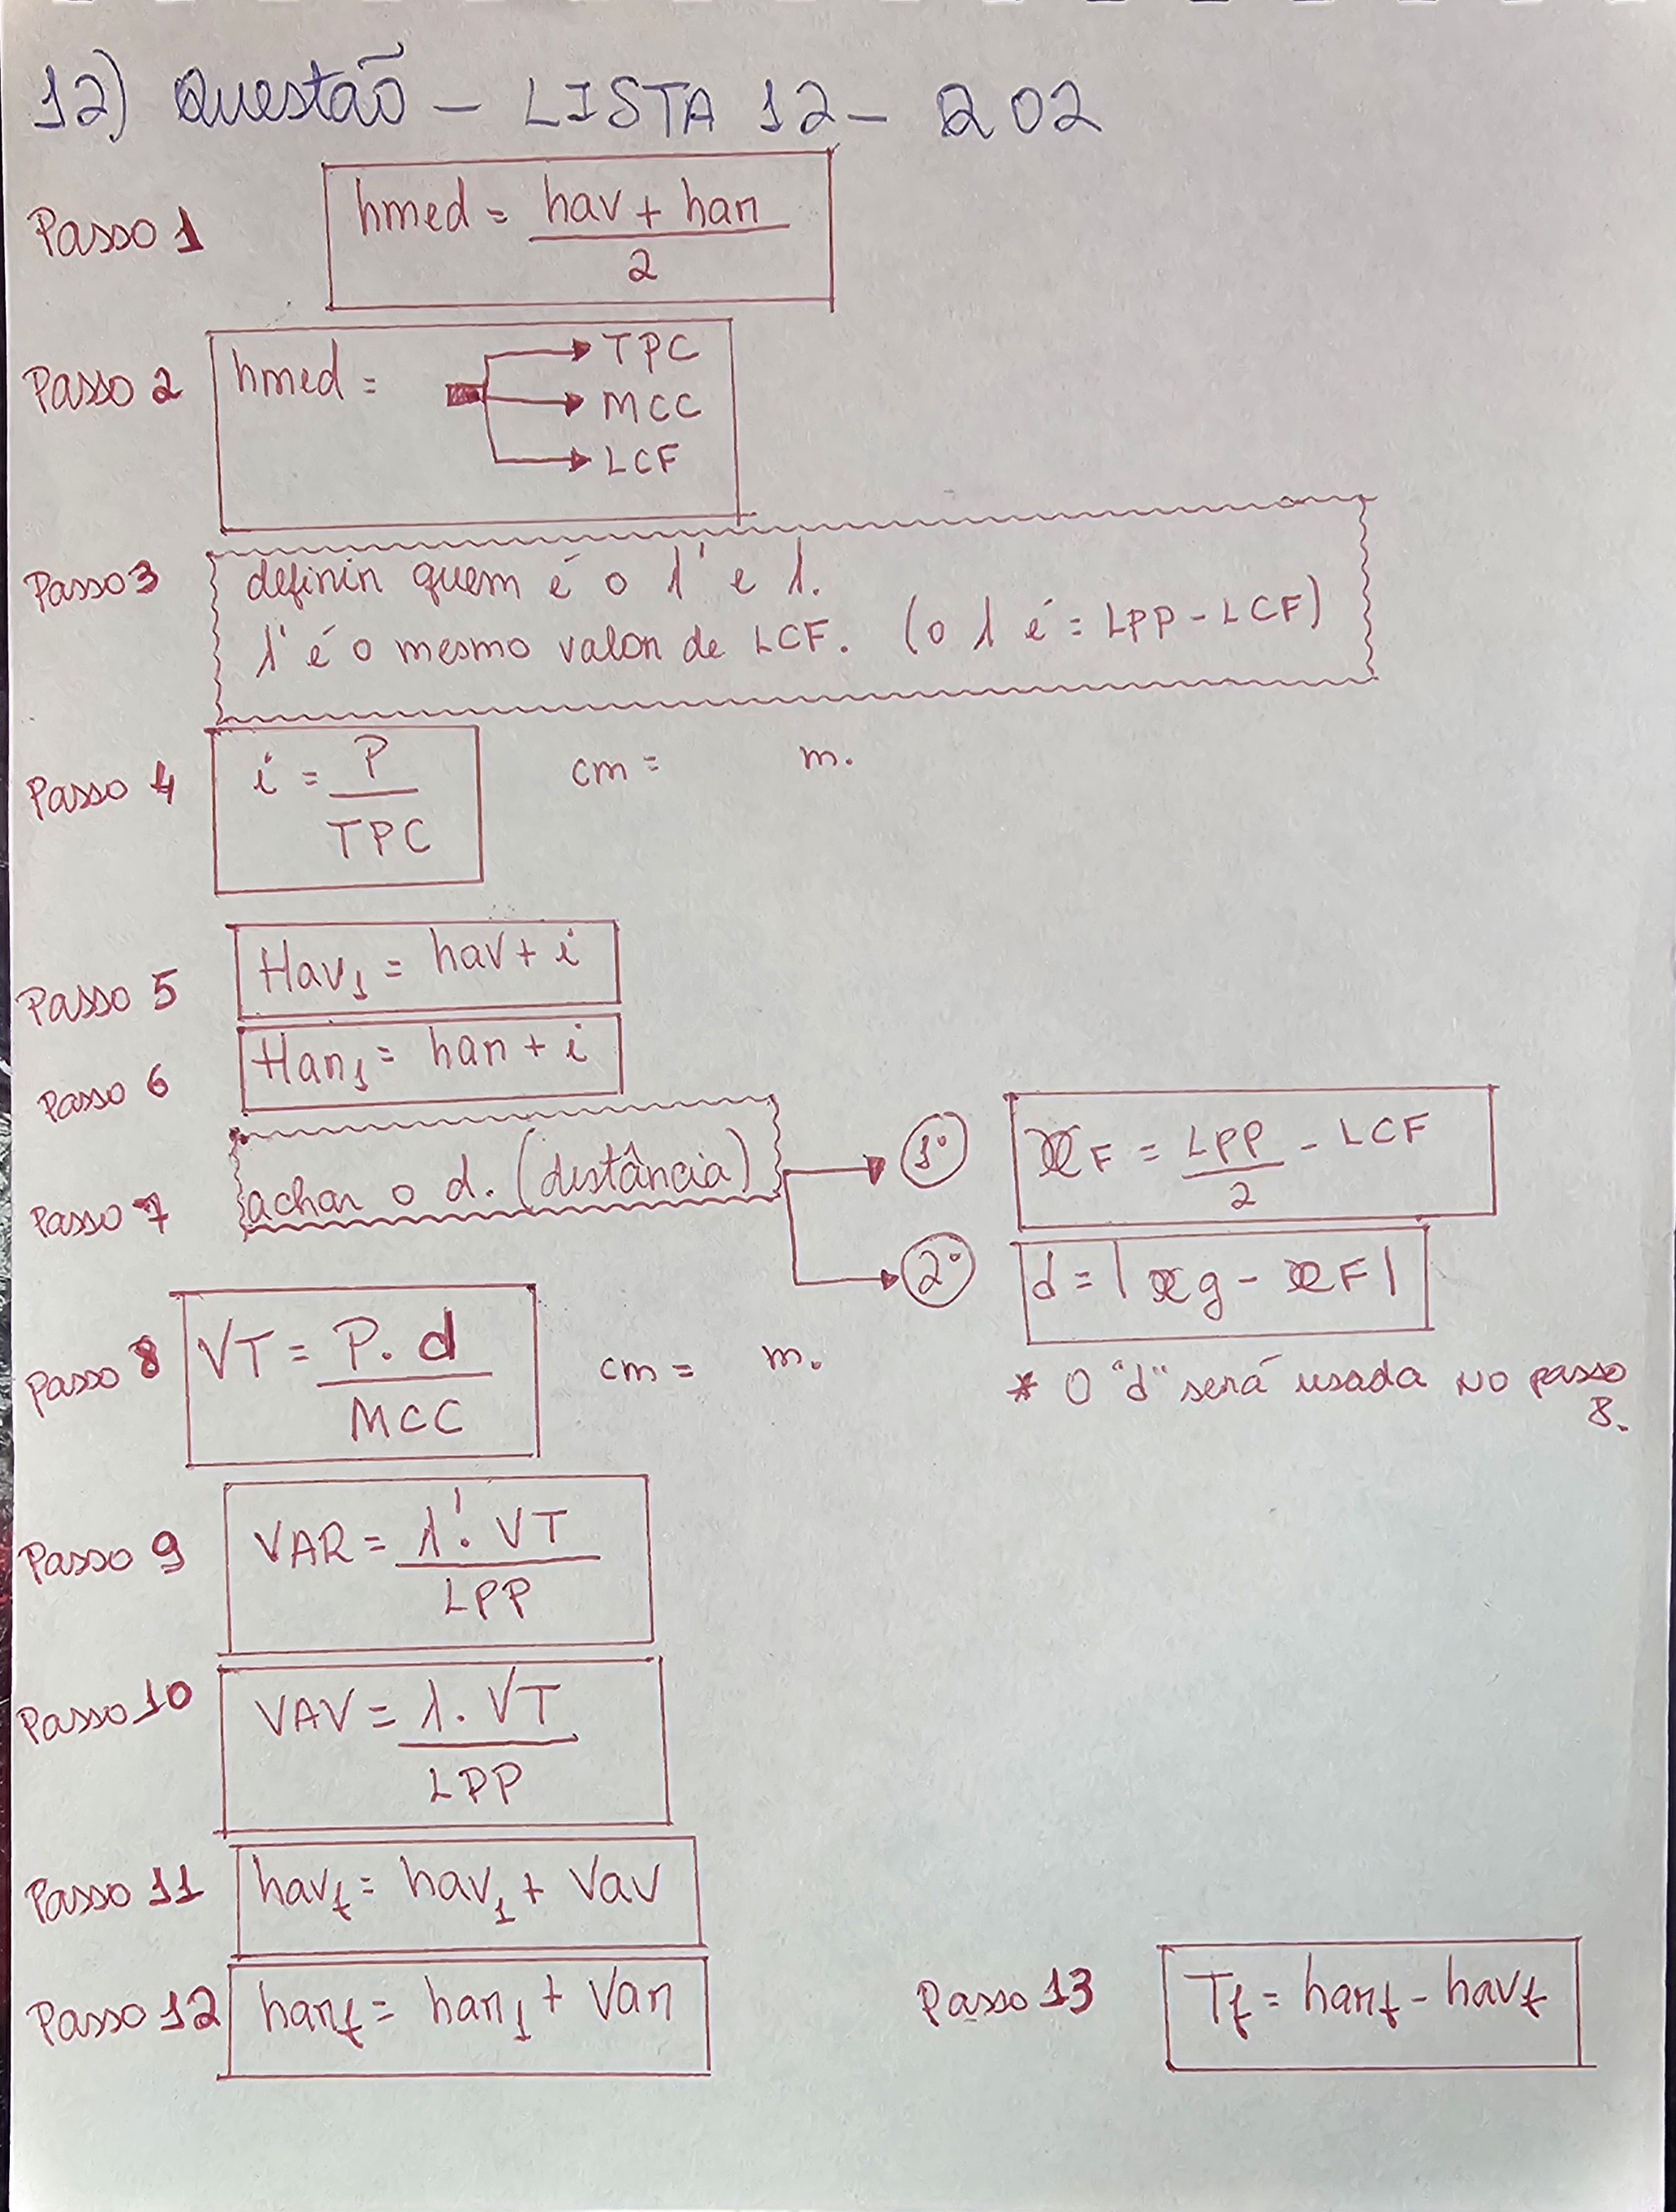 12) Questão - LISTA 12 - Q 02
Passo 1 hmed = hav + han / 2
Passo 2 hmed = TPC
MCC
LCF
Passo 3 definir quem é o l' e l.
l' é o mesmo valor de LCF. (o l é = LPP - LCF)
Passo 4 i = P / TPC cm = m.
Passo 5 Hav₁ = hav + i
Passo 6 Han₁ = han + i
Passo 7 achar o d. (distância)
1º xF = LPP / 2 - LCF
2º d = |xg - xF|
* O "d" será usada no passo 8.
Passo 8 VT = P. d / MCC cm = m.
Passo 9 VAR = l'. VT / LPP
Passo 10 VAV = l. VT / LPP
Passo 11 havf = hav₁ + Vav
Passo 12 hanf = han₁ + Van
Passo 13 Tf = hanf - havf